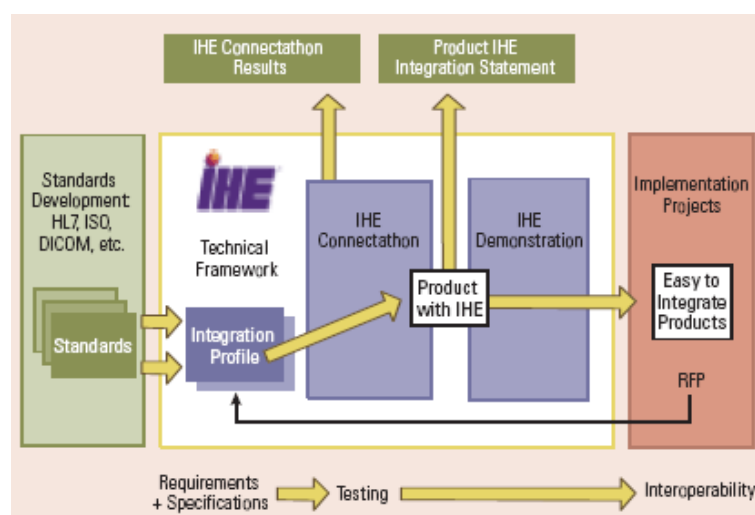 IHE Connectathon
Results
Product IHE
Integration Statement
Standards
Development:
HL7, ISO,
DICOM, etc.
Standards
IHE
Technical
Framework
Integration
Profile
IHE
Connectathon
Product
with IHE
IHE
Demonstration
Implementation
Projects
Easy to
Integrate
Products
RFP
Requirements
+ Specifications
Testing
Interoperability